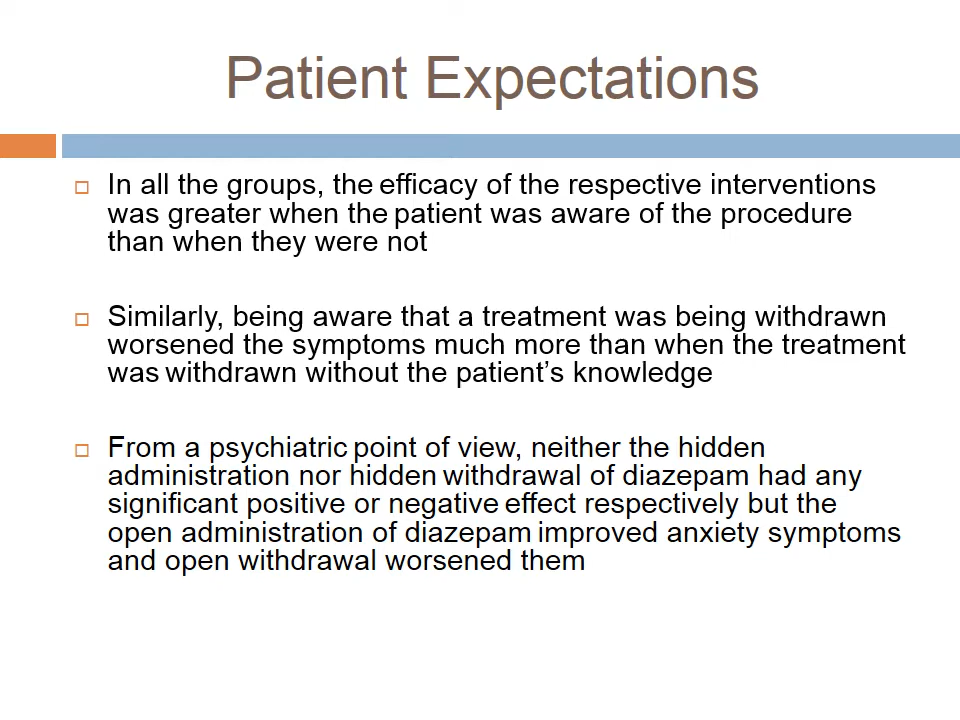 Patient Expectations
In all the groups, the efficacy of the respective interventions
was greater when the patient was aware of the procedure
than when they were not
Similarly, being aware that a treatment was being withdrawn
worsened the symptoms much more than when the treatment
was withdrawn without the patient’s knowledge
From a psychiatric point of view, neither the hidden
administration nor hidden withdrawal of diazepam had any
significant positive or negative effect respectively but the
open administration of diazepam improved anxiety symptoms
and open withdrawal worsened them